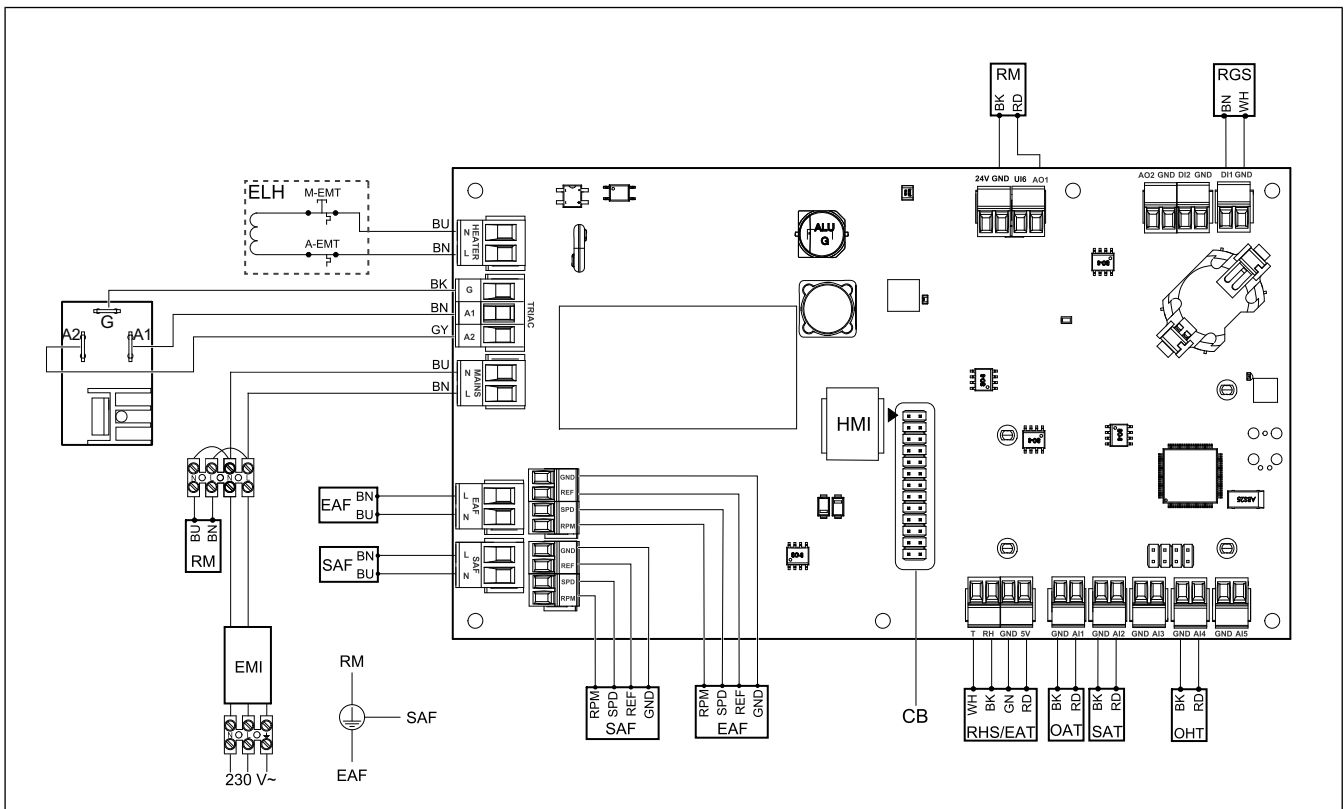 RM
BK
RD
RGS
BN
WH
24V GND UI6 AO1
AO2 GND DI2 GND
DI1 GND
ELH
M-EMT
A-EMT
BU
BN
N
L
HEATER
ALU
G
BK
BN
GY
G
A1
A2
TRIAC
G
A2
A1
BU
BN
N
L
MAINS
HMI
EAF
BN
BU
L
N
EAF
GND
REF
SPD
RPM
SAF
BN
BU
L
N
SAF
GND
REF
SPD
RPM
N
N
BU
BN
RM
EMI
N
230 V~
RM
SAF
EAF
RPM
SPD
REF
GND
SAF
RPM
SPD
REF
GND
EAF
CB
T RH GND 5V
GND AI1
GND AI2
GND AI3
GND AI4
GND AI5
WH
BK
GN
RD
RHS/EAT
BK
RD
OAT
BK
RD
SAT
BK
RD
OHT